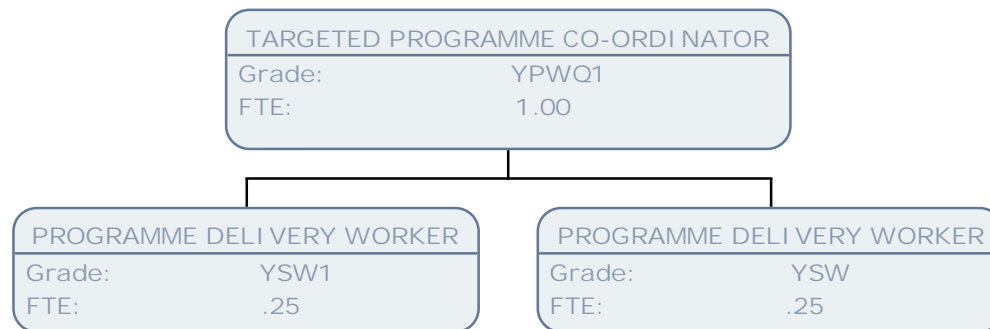 TARGETED PROGRAMME CO-ORDINATOR
Grade: YPWQ1
FTE: 1.00
PROGRAMME DELIVERY WORKER
Grade: YSW1
FTE: .25
PROGRAMME DELIVERY WORKER
Grade: YSW
FTE: .25